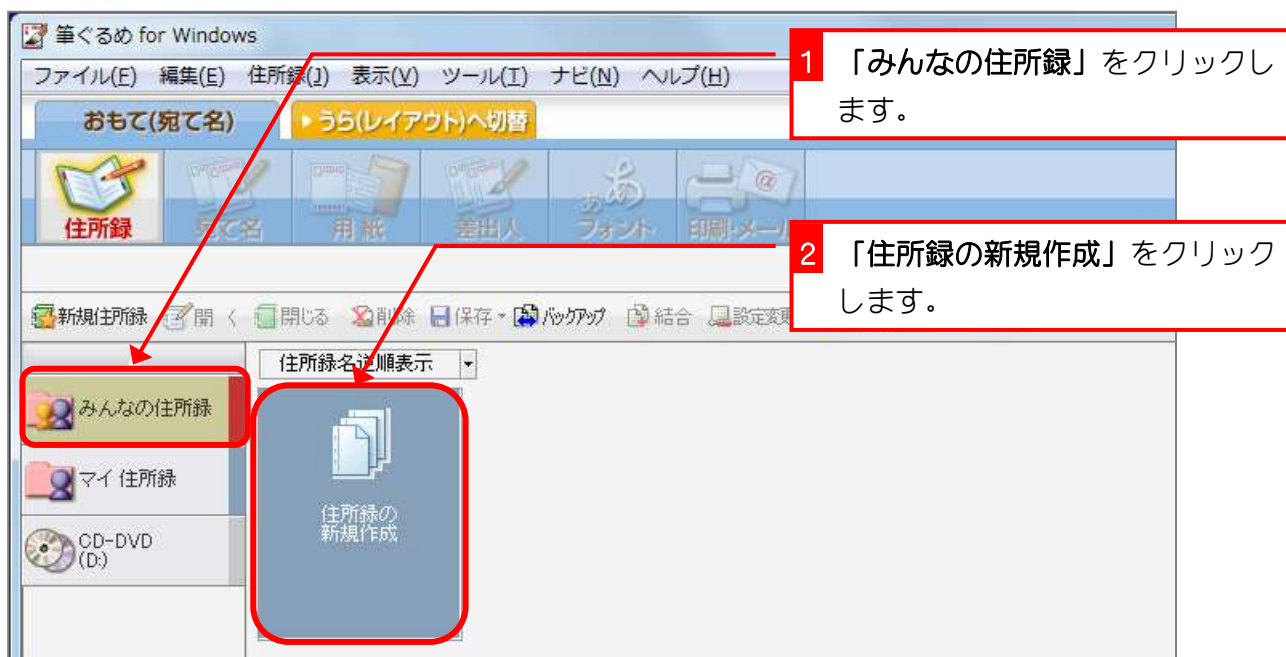 筆ぐるめ for Windows
ファイル(F) 編集(E) 住所録(J) 表示(V) ツール(T) ナビ(N) ヘルプ(H)
おもて(宛て名) うら(レイアウト)へ切替
住所録 宛て名 用紙 差出人 フォント 印刷・メール
新規住所録 開く 閉じる 削除 保存 バックアップ 結合 設定変更
住所録名逆順表示
みんなの住所録
マイ住所録
CD-DVD
(D:)
住所録の
新規作成
1 「みんなの住所録」をクリックし
ます。
2 「住所録の新規作成」をクリック
します。